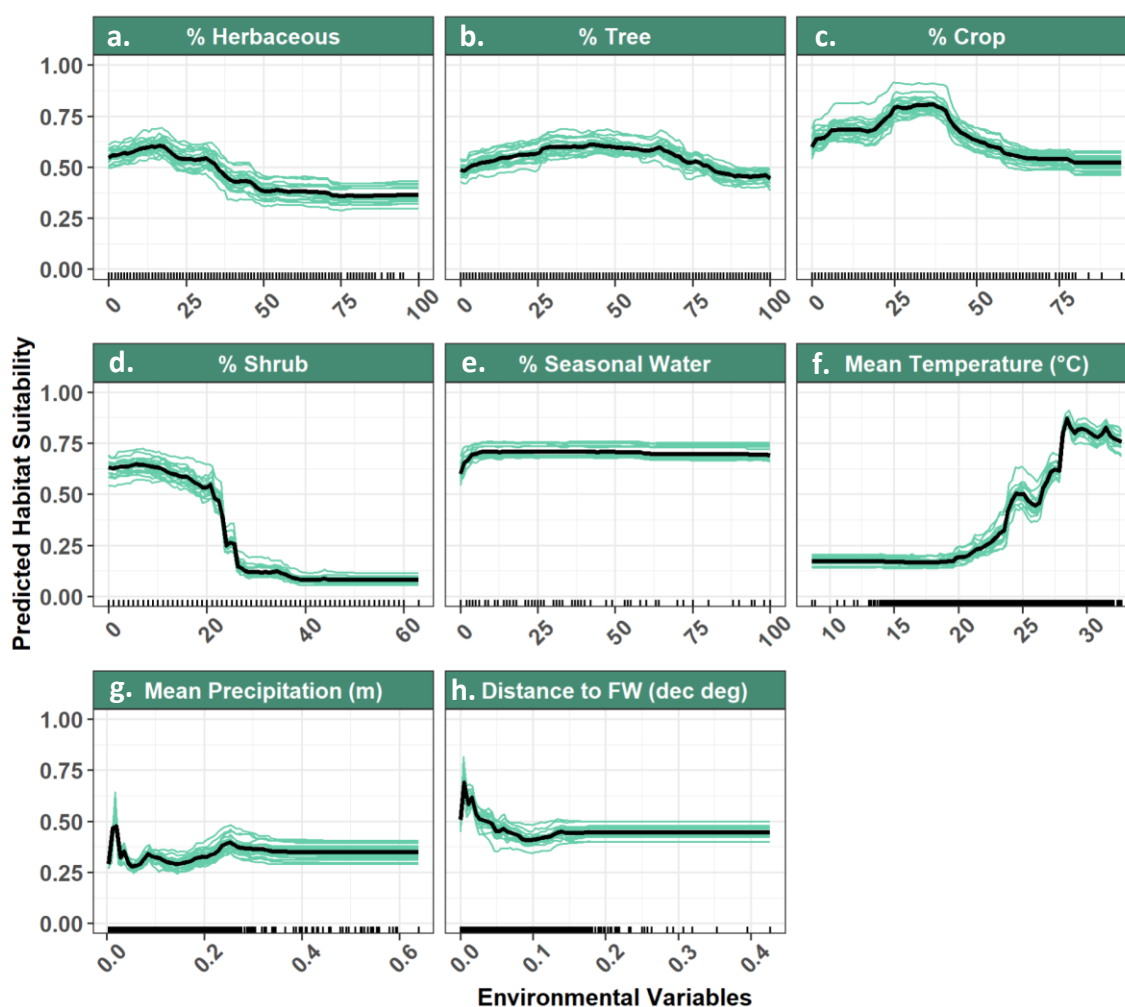 a. % Herbaceous
b. % Tree
c. % Crop
1.00
0.75
0.50
0.25
0.00
0 25 50 75 100
0 25 50 75 100
0 25 50 75
d. % Shrub
e. % Seasonal Water
f. Mean Temperature (°C)
1.00
0.75
0.50
0.25
0.00
0 20 40 60
0 25 50 75 100
10 15 20 25 30
g. Mean Precipitation (m)
h. Distance to FW (dec deg)
1.00
0.75
0.50
0.25
0.00
0.0 0.2 0.4 0.6
0.0 0.1 0.2 0.3 0.4
Predicted Habitat Suitability
Environmental Variables